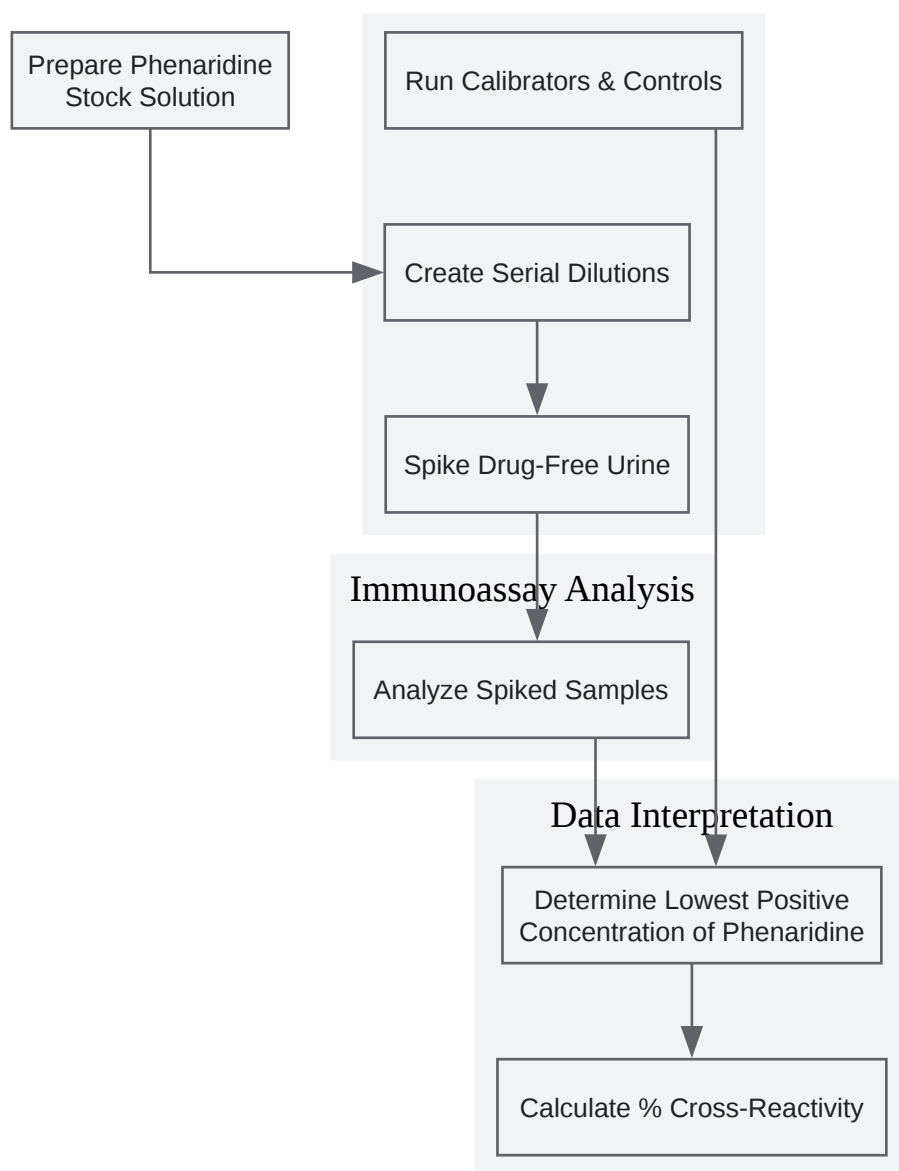 Prepare Phenaridine
Stock Solution
Run Calibrators & Controls
Create Serial Dilutions
Spike Drug-Free Urine
Immunoassay Analysis
Analyze Spiked Samples
Data Interpretation
Determine Lowest Positive
Concentration of Phenaridine
Calculate % Cross-Reactivity